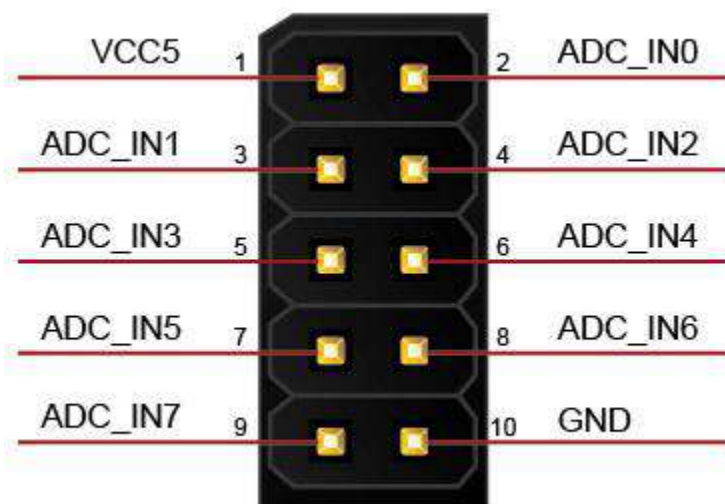 VCC5 1 2 ADC_IN0
ADC_IN1 3 4 ADC_IN2
ADC_IN3 5 6 ADC_IN4
ADC_IN5 7 8 ADC_IN6
ADC_IN7 9 10 GND